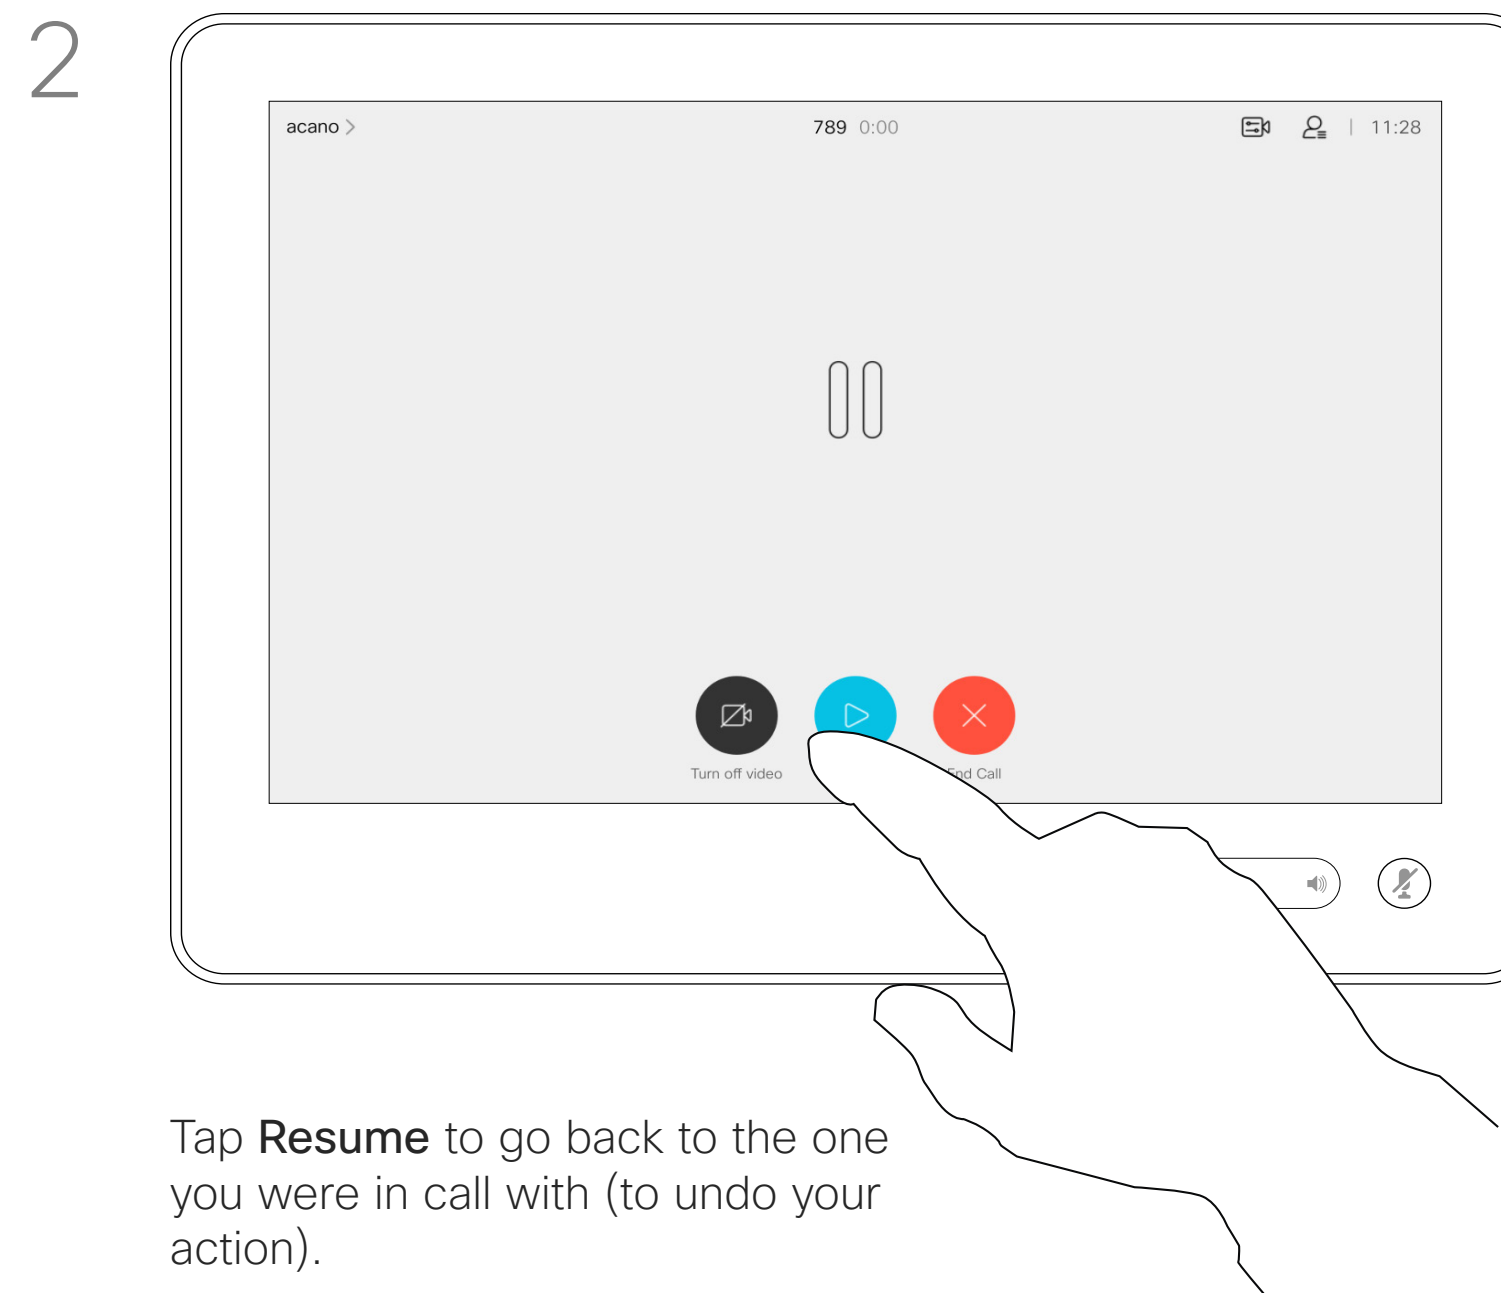 2
acano
789 0:00
11:28
Turn off video
End Call
Tap Resume to go back to the one
you were in call with (to undo your
action).